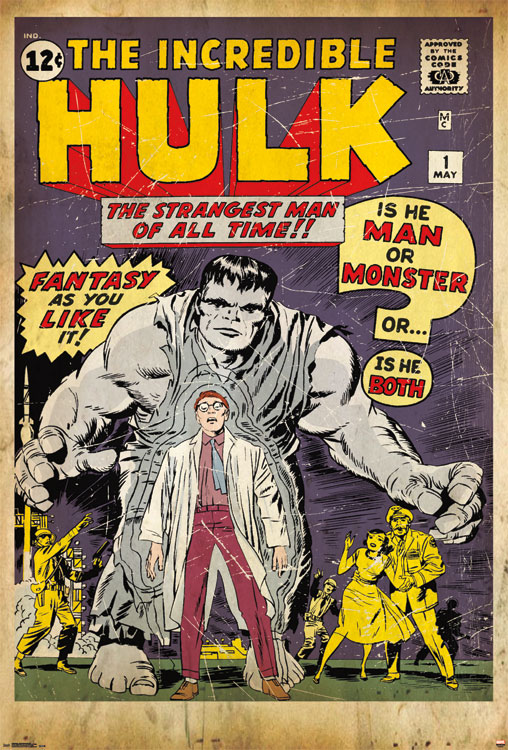 IND.
12¢
THE INCREDIBLE
HULK
APPROVED
BY THE
COMICS
CODE
CA
AUTHORITY
M
C
1
MAY
THE STRANGEST MAN
OF ALL TIME!!
IS HE
MAN
OR
MONSTER
OR...
IS HE
BOTH
FANTASY
AS YOU
LIKE
IT!